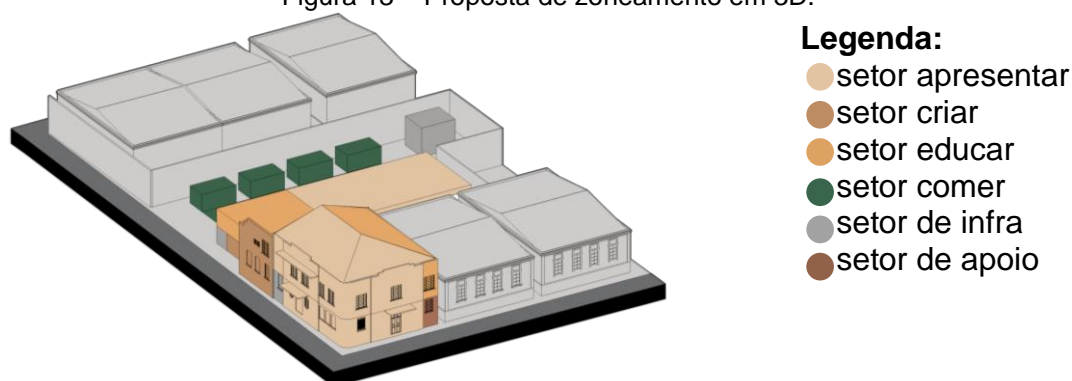 Figura 18 – Proposta de zoneamento em 3D.
Legenda:
setor apresentar
setor criar
setor educar
setor comer
setor de infra
setor de apoio